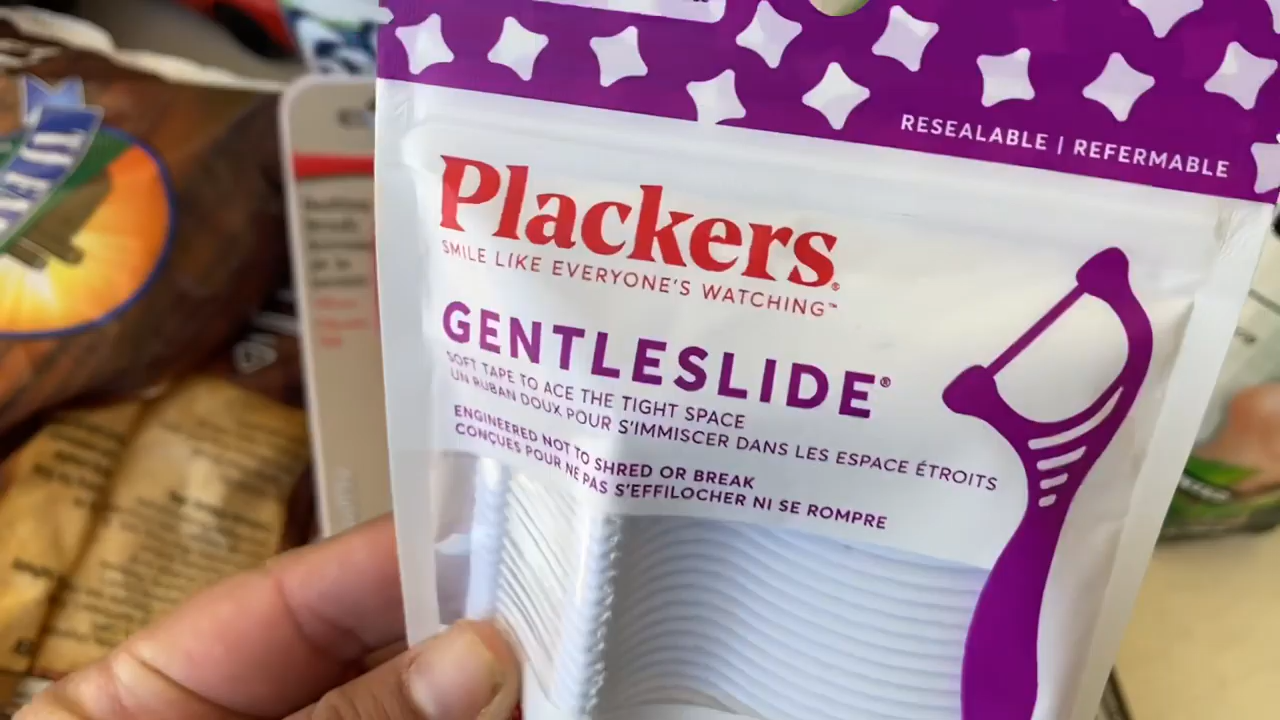 RESEALABLE | REFERMABLE
Plackers®
SMILE LIKE EVERYONE'S WATCHING™
GENTLESLIDE®
SOFT TAPE TO ACE THE TIGHT SPACE
UN RUBAN DOUX POUR S'IMMISCER DANS LES ESPACE ÉTROITS
ENGINEERED NOT TO SHRED OR BREAK
CONÇUES POUR NE PAS S'EFFILOCHER NI SE ROMPRE